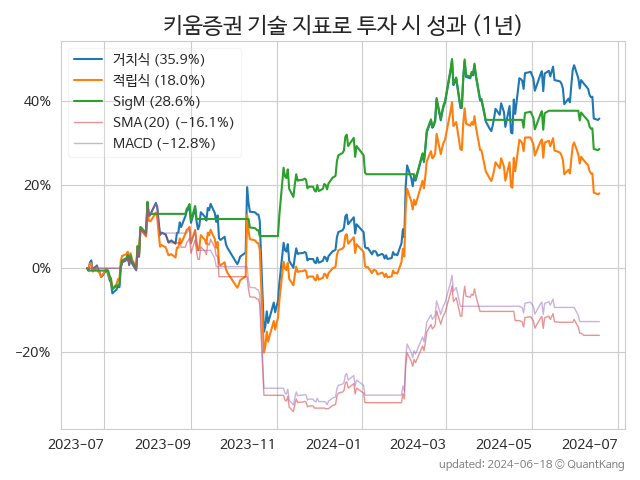 키움증권 기술 지표로 투자 시 성과 (1년)
거치식 (35.9%)
적립식 (18.0%)
SigM (28.6%)
SMA(20) (−16.1%)
MACD (−12.8%)
40%
20%
0%
−20%
2023-07 2023-09 2023-11 2024-01 2024-03 2024-05 2024-07
updated: 2024-06-18 © QuantKang